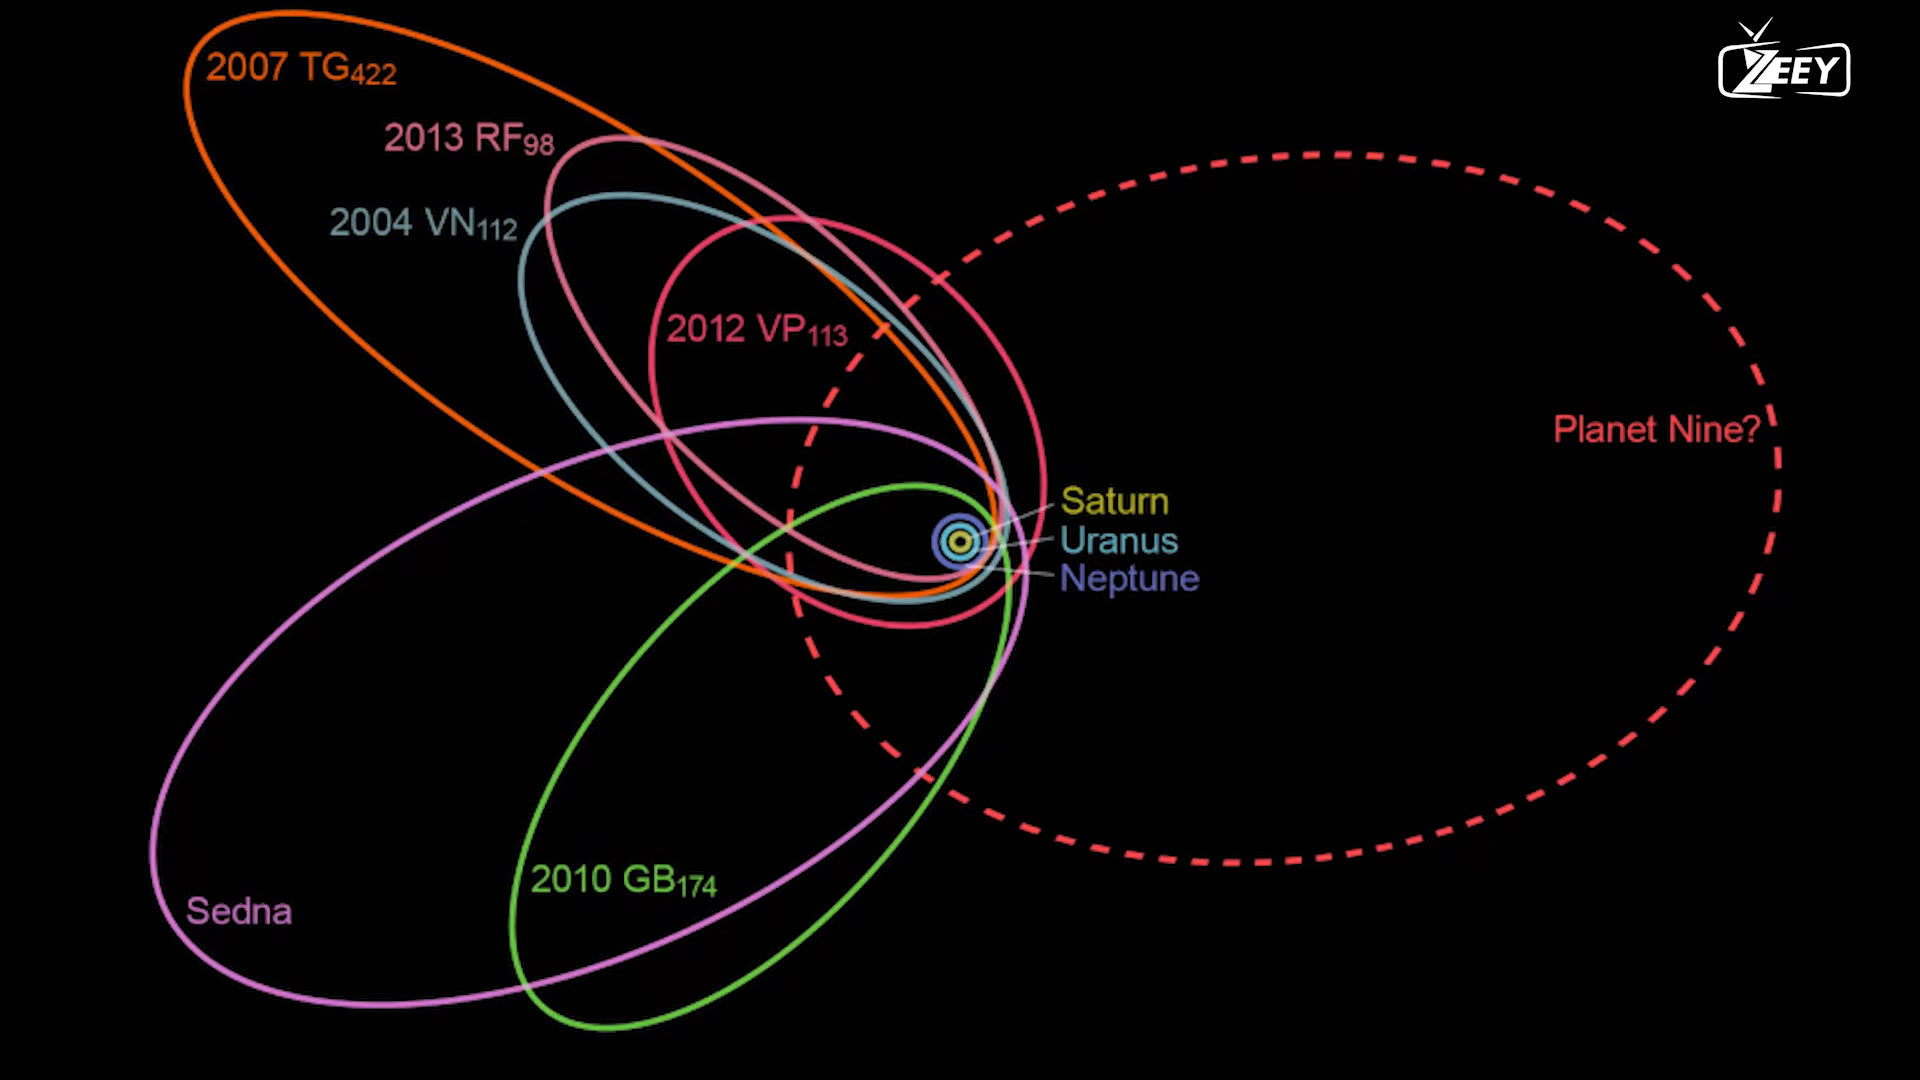 ZEEY
2007 TG₄₂₂
2013 RF₉₈
2004 VN₁₁₂
2012 VP₁₁₃
Planet Nine?
Saturn
Uranus
Neptune
2010 GB₁₇₄
Sedna